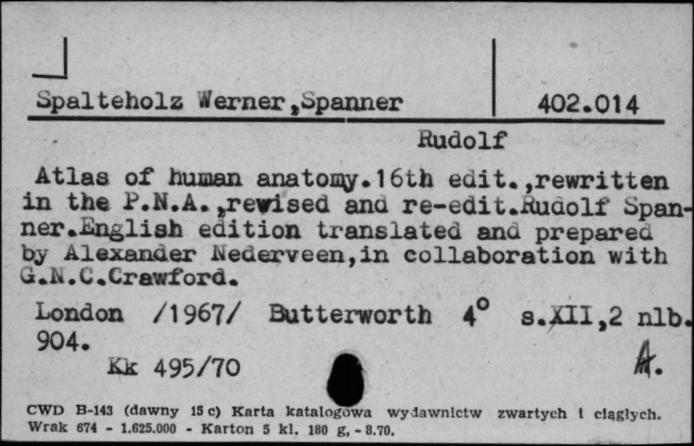 Spalteholz Werner,Spanner 402.014
Rudolf
Atlas of human anatomy.16th edit.,rewritten
in the P.N.A.,rewised and re-edit.Rudolf Span-
ner.English edition translated and prepared
by Alexander Nederveen,in collaboration with
G.N.C.Crawford.
London /1967/ Butterworth 4° s.XII,2 nlb.
904.
Kk 495/70 A.
CWD B-143 (dawny 15 c) Karta katalogowa wydawnictw zwartych i ciągłych.
Wrak 674 - 1.625.000 - Karton 5 kl. 180 g. - 8.70.